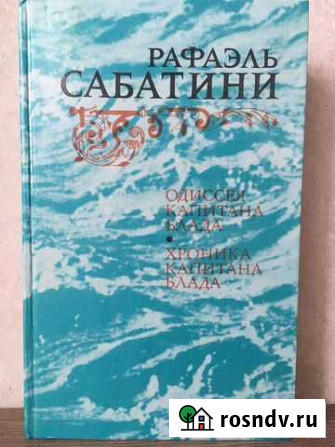 РАФАЭЛЬ
САБАТИНИ
ОДИССЕЯ
КАПИТАНА
БЛАДА
ХРОНИКА
КАПИТАНА
БЛАДА
rosndv.ru